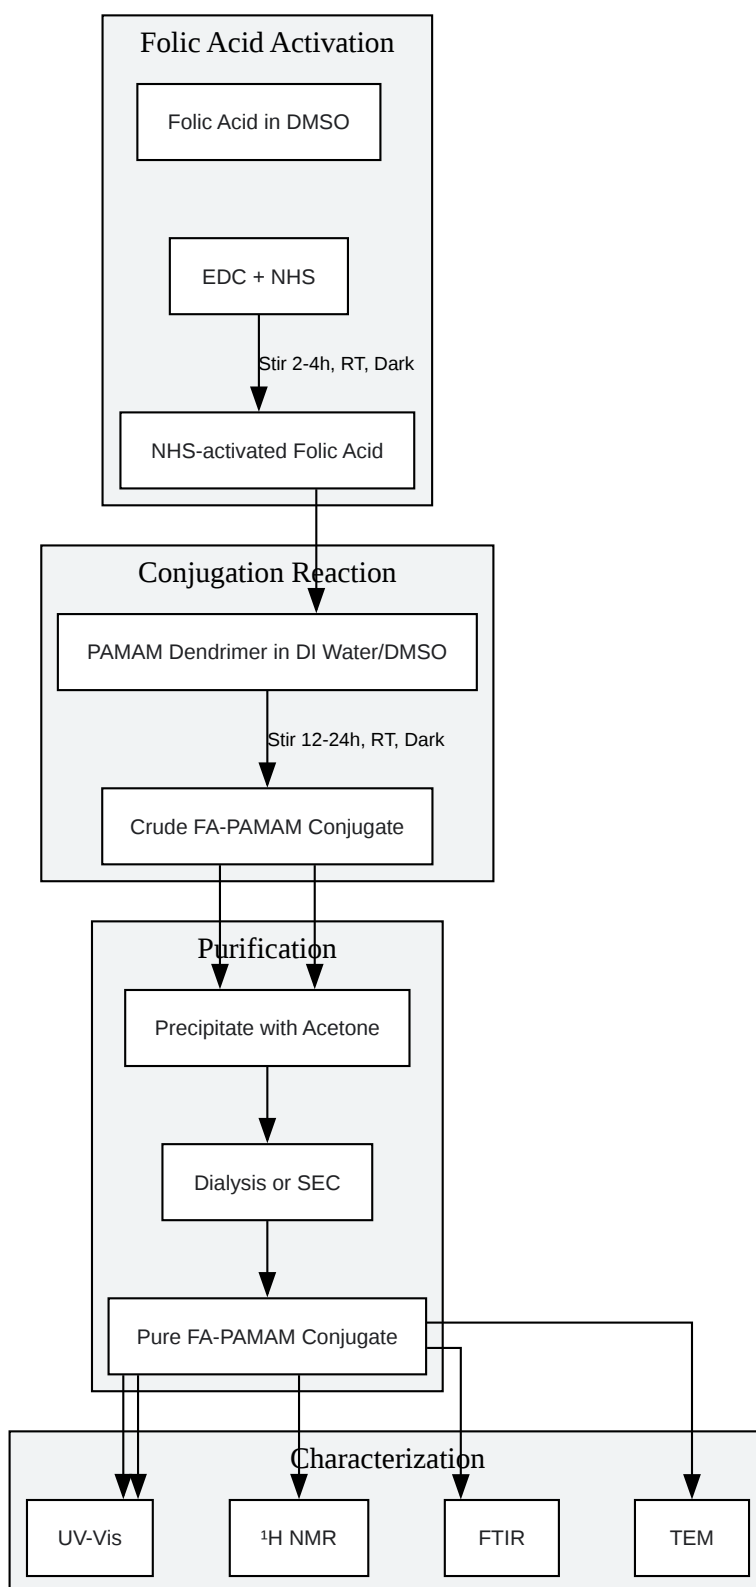 Folic Acid Activation
Folic Acid in DMSO
EDC + NHS
Stir 2-4h, RT, Dark
NHS-activated Folic Acid
Conjugation Reaction
PAMAM Dendrimer in DI Water/DMSO
Stir 12-24h, RT, Dark
Crude FA-PAMAM Conjugate
Purification
Precipitate with Acetone
Dialysis or SEC
Pure FA-PAMAM Conjugate
Characterization
UV-Vis
¹H NMR
FTIR
TEM